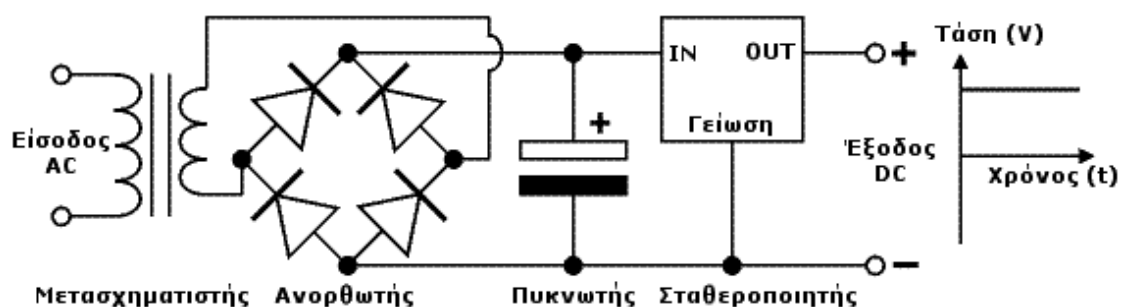 Είσοδος
AC
IN
OUT
Γείωση
+
+
−
Έξοδος
DC
Τάση (V)
Χρόνος (t)
Μετασχηματιστής
Ανορθωτής
Πυκνωτής
Σταθεροποιητής